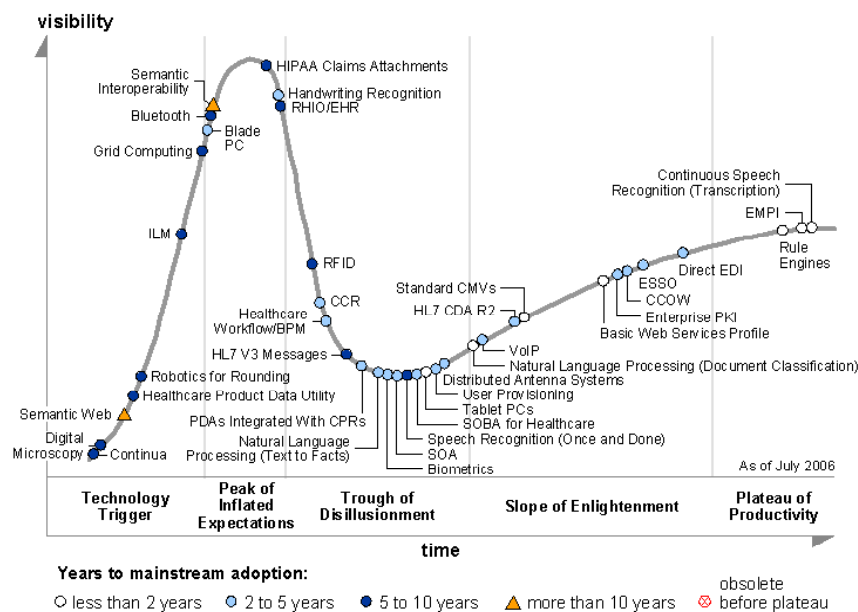 visibility
HIPAA Claims Attachments
Semantic
Interoperability
Handwriting Recognition
RHIO/EHR
Bluetooth
Blade
PC
Grid Computing
Continuous Speech
Recognition (Transcription)
EMPI
Rule
Engines
ILM
RFID
Direct EDI
ESSO
CCOW
Enterprise PKI
Basic Web Services Profile
Standard CMVs
HL7 CDA R2
CCR
Healthcare
Workflow/BPM
VoIP
Natural Language Processing (Document Classification)
HL7 V3 Messages
Robotics for Rounding
Healthcare Product Data Utility
Distributed Antenna Systems
User Provisioning
Tablet PCs
SOBA for Healthcare
Speech Recognition (Once and Done)
SOA
Biometrics
PDAs Integrated With CPRs
Natural Language
Processing (Text to Facts)
Semantic Web
Digital
Microscopy
Continua
As of July 2006
Technology
Trigger
Peak of
Inflated
Expectations
Trough of
Disillusionment
Slope of Enlightenment
Plateau of
Productivity
time
Years to mainstream adoption:
less than 2 years
2 to 5 years
5 to 10 years
more than 10 years
obsolete
before plateau